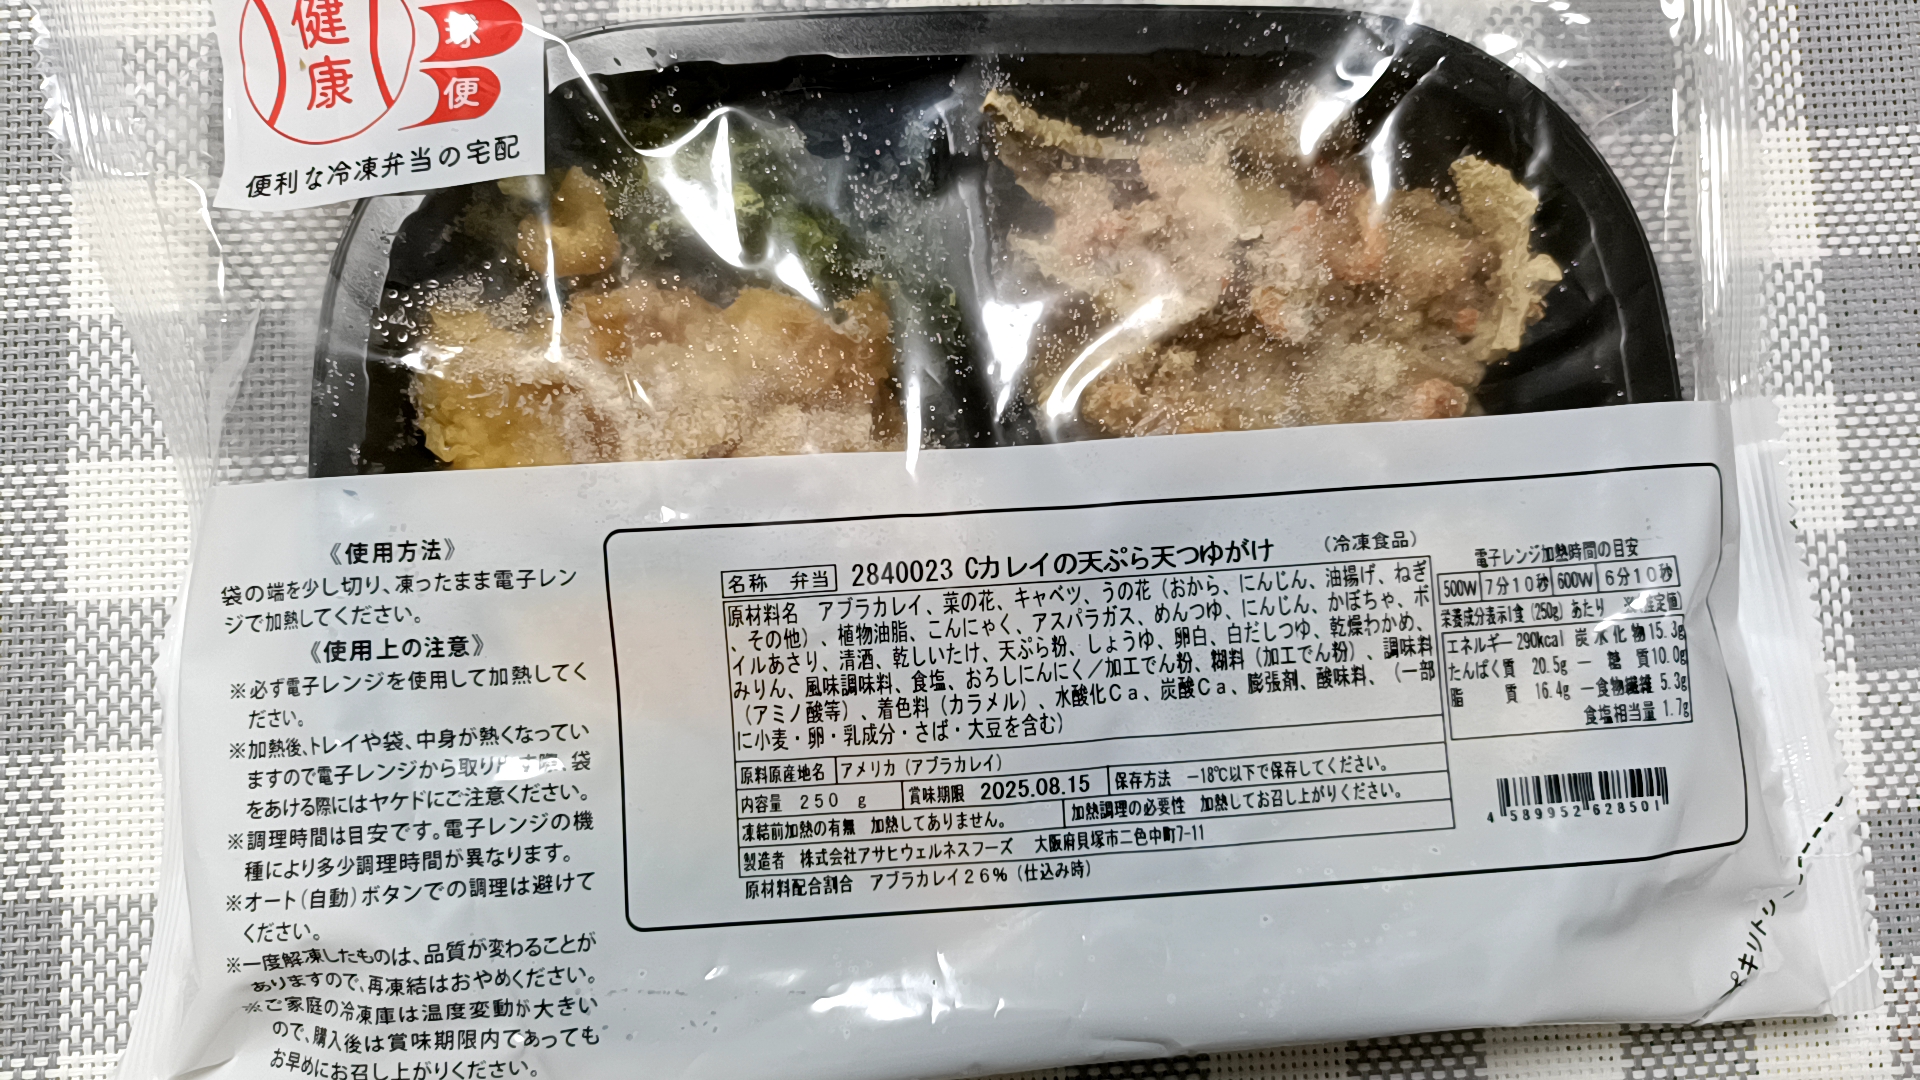 健康
球
便
便利な冷凍弁当の宅配
《使用方法》
袋の端を少し切り、凍ったまま電子レン
ジで加熱してください。
《使用上の注意》
※必ず電子レンジを使用して加熱してく
ださい。
※加熱後、トレイや袋、中身が熱くなってい
ますので電子レンジから取り出す際、袋
をあける際にはヤケドにご注意ください。
※調理時間は目安です。電子レンジの機
種により多少調理時間が異なります。
※オート(自動)ボタンでの調理は避けて
ください。
※一度解凍したものは、品質が変わることが
ありますので、再凍結はおやめください。
※ご家庭の冷凍庫は温度変動が大きい
ので、購入後は賞味期限内であっても
お早めにお召し上がりください。
名称 弁当 2840023 Cカレイの天ぷら天つゆがけ (冷凍食品)
原材料名 アブラカレイ、菜の花、キャベツ、うの花(おから、にんじん、油揚げ、ねぎ
、その他)、植物油脂、こんにゃく、アスパラガス、めんつゆ、にんじん、かぼちゃ、ボ
イルあさり、清酒、乾しいたけ、天ぷら粉、しょうゆ、卵白、白だしつゆ、乾燥わかめ、
みりん、風味調味料、食塩、おろしにんにく/加工でん粉、糊料(加工でん粉)、調味料
(アミノ酸等)、着色料(カラメル)、水酸化Ca、炭酸Ca、膨張剤、酸味料、(一部
に小麦・卵・乳成分・さば・大豆を含む)
原料原産地名 アメリカ(アブラカレイ)
内容量 250 g 賞味期限 2025.08.15 保存方法 -18℃以下で保存してください。
凍結前加熱の有無 加熱してありません。 加熱調理の必要性 加熱してお召し上がりください。
製造者 株式会社アサヒウェルネスフーズ 大阪府貝塚市二色中町7-11
原材料配合割合 アブラカレイ26%(仕込み時)
電子レンジ加熱時間の目安
500W 7分10秒 600W 6分10秒
栄養成分表示1食(250g)あたり ※(推定値)
エネルギー 290kcal 炭水化物 15.3g
たんぱく質 20.5g - 糖質 10.0g
脂質 16.4g - 食物繊維 5.3g
食塩相当量 1.7g
4 589952 628501
キリトリ